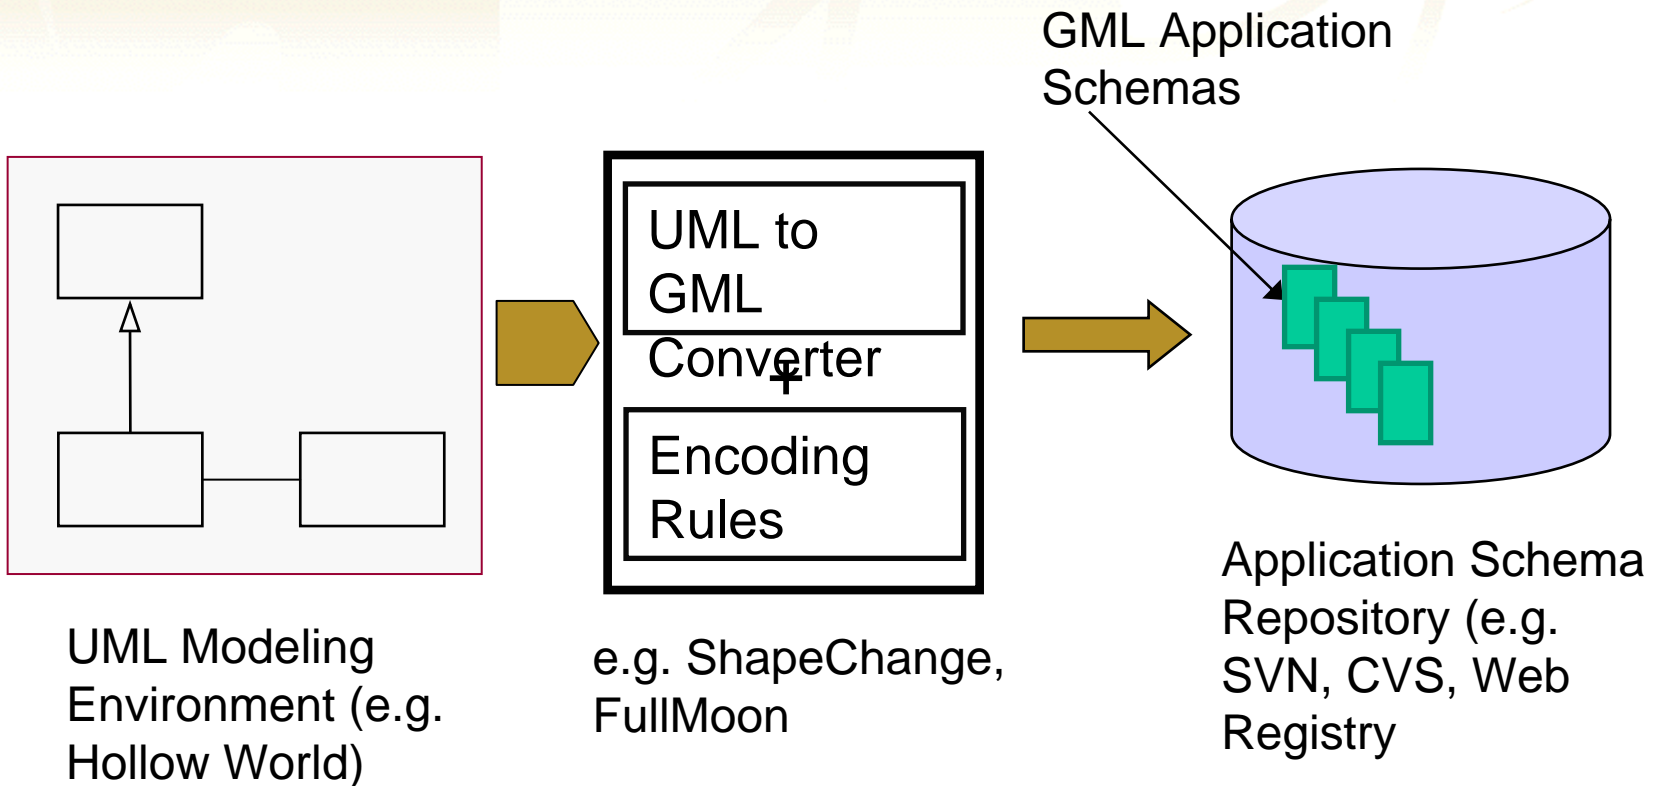 GML Application
Schemas
UML to
GML
Converter
+
Encoding
Rules
UML Modeling
Environment (e.g.
Hollow World)
e.g. ShapeChange,
FullMoon
Application Schema
Repository (e.g.
SVN, CVS, Web
Registry